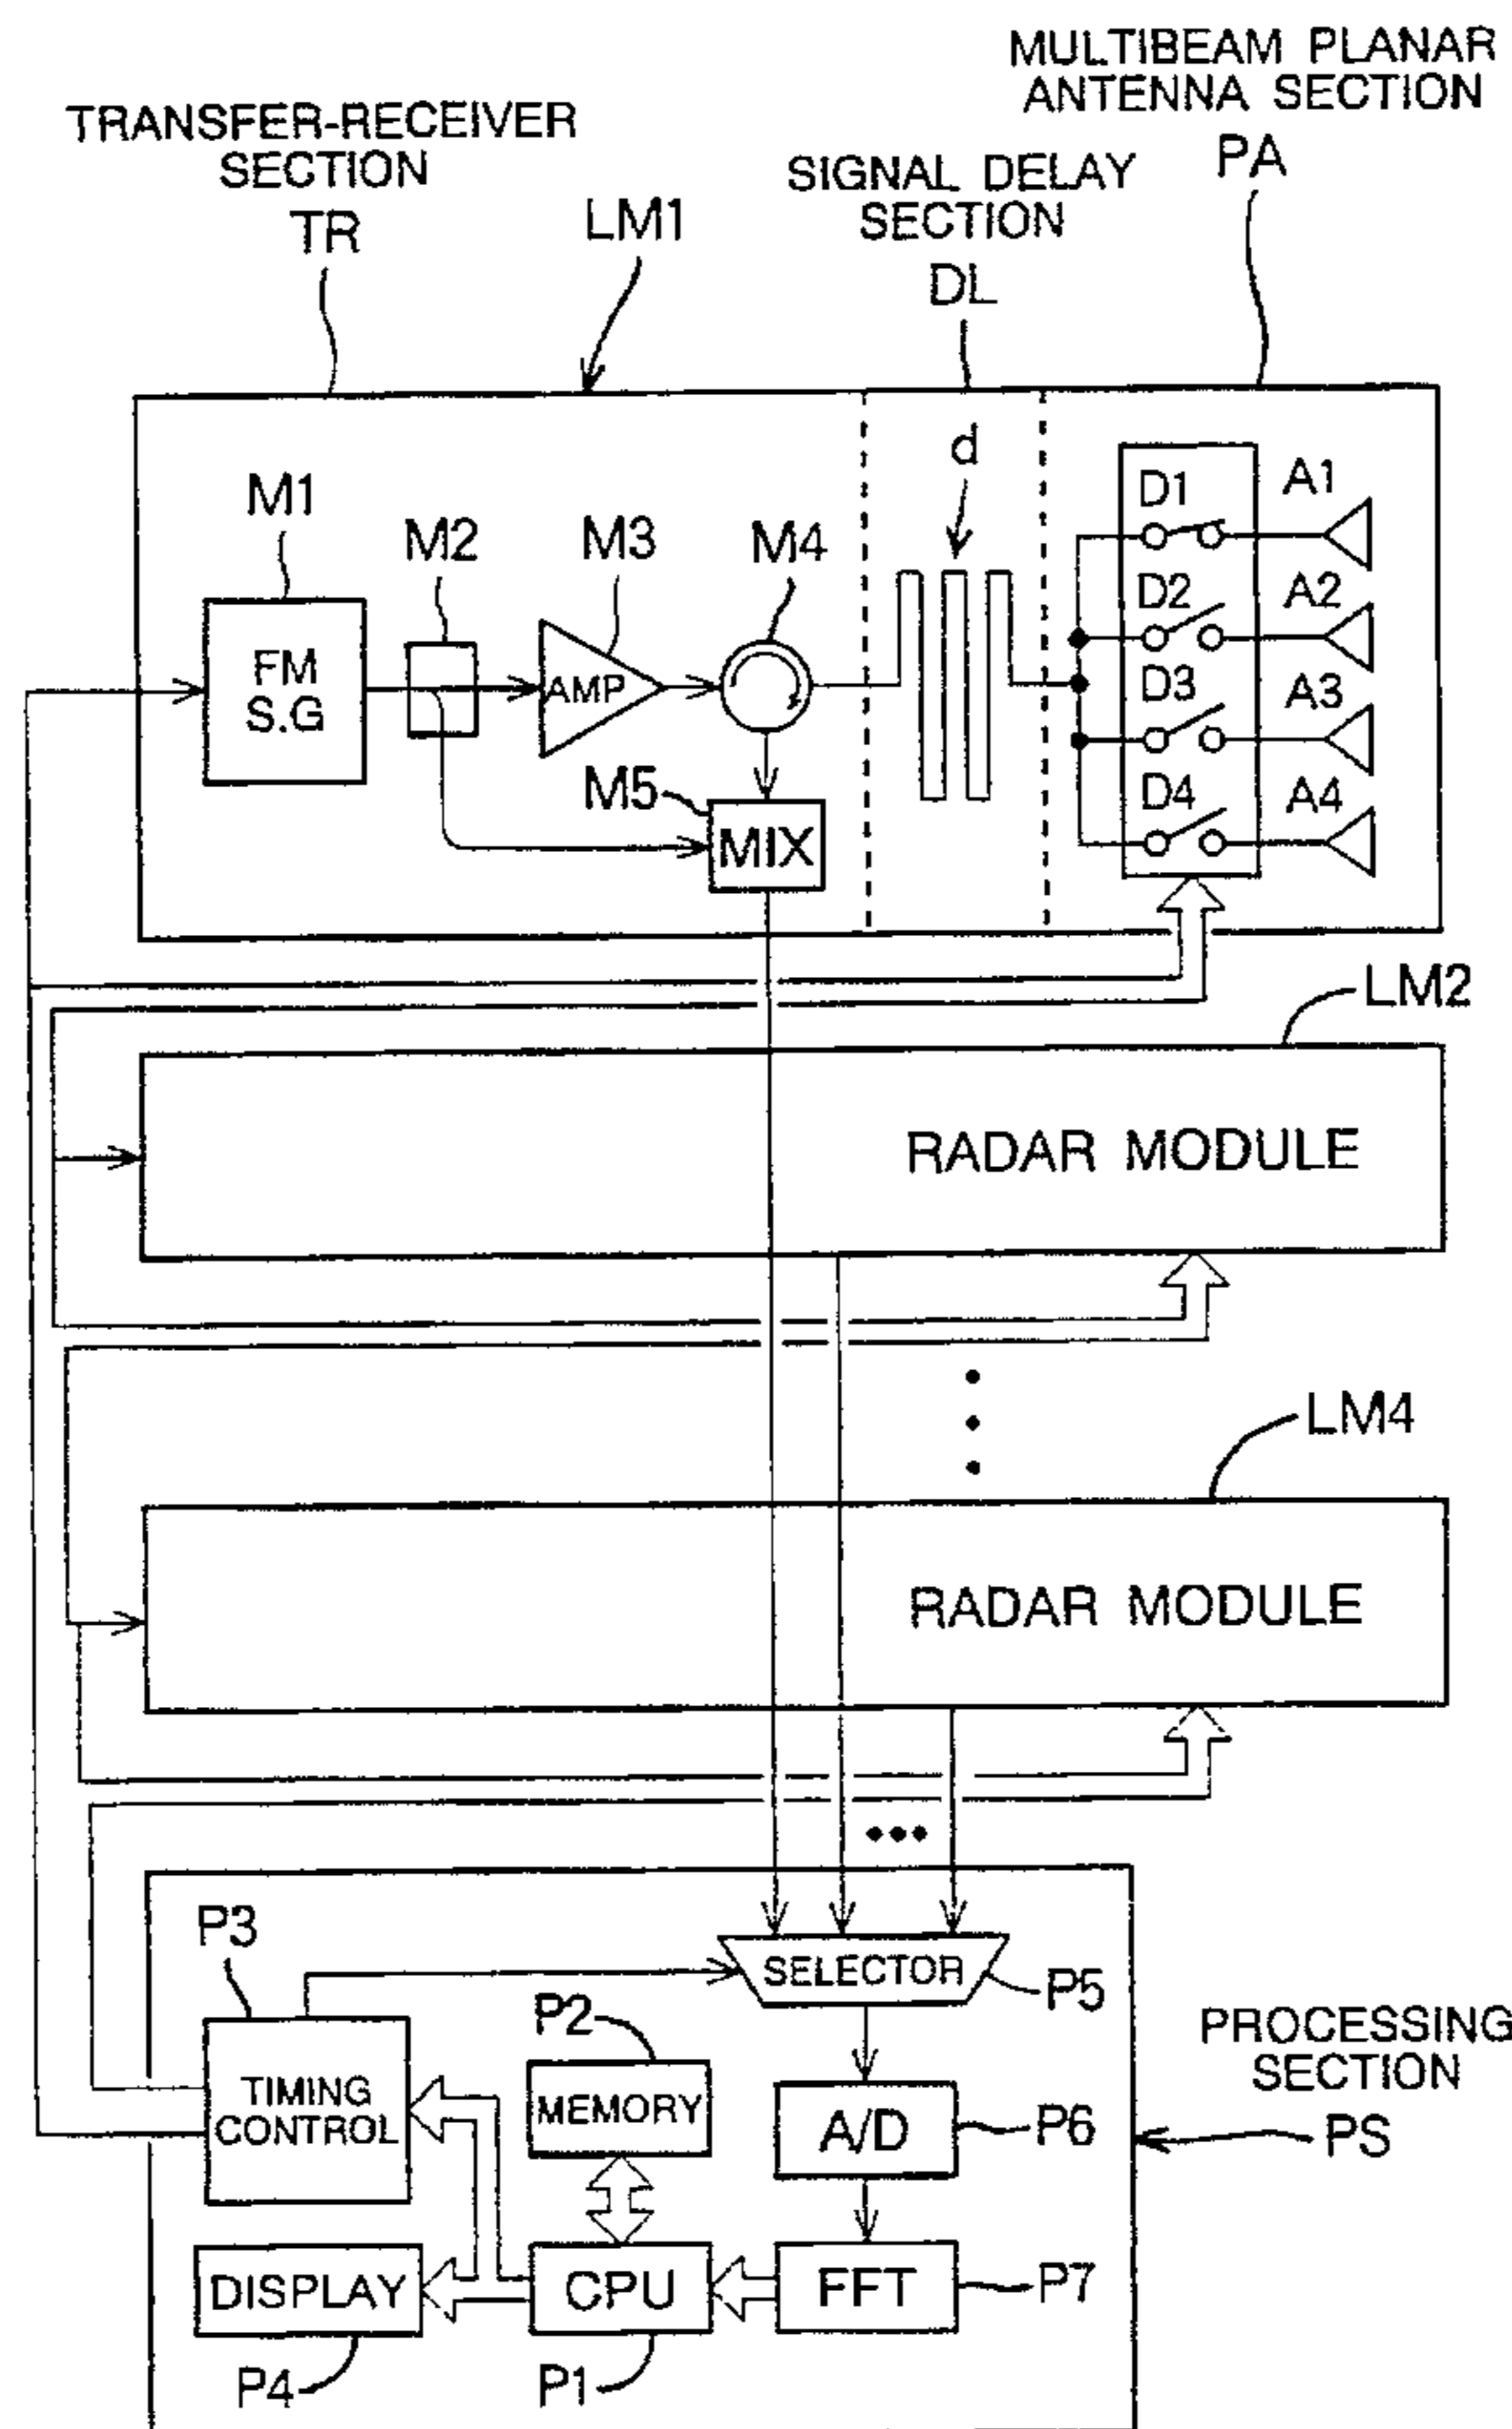 MULTIBEAM PLANAR
ANTENNA SECTION
PA
TRANSFER-RECEIVER
SECTION
TR
LM1
SIGNAL DELAY
SECTION
DL
d
M1
M2
M3
M4
D1
A1
D2
A2
D3
A3
D4
A4
FM
S.G
AMP
M5
MIX
LM2
RADAR MODULE
LM4
RADAR MODULE
P3
SELECTOR
P5
P2
TIMING
CONTROL
MEMORY
A/D
P6
PROCESSING
SECTION
PS
DISPLAY
CPU
FFT
P7
P4
P1